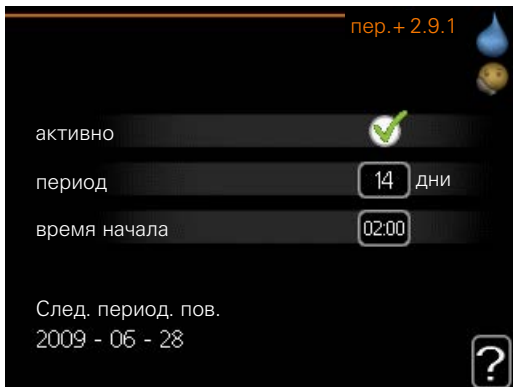 пер.+ 2.9.1
активно
период 14 дни
время начала 02:00
След. период. пов.
2009 - 06 - 28
?